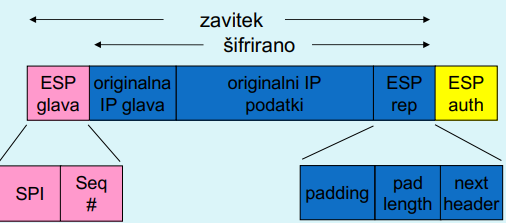 zavitek
šifrirano
ESP
glava
originalna
IP glava
originalni IP
podatki
ESP
rep
ESP
auth
SPI
Seq
#
padding
pad
length
next
header